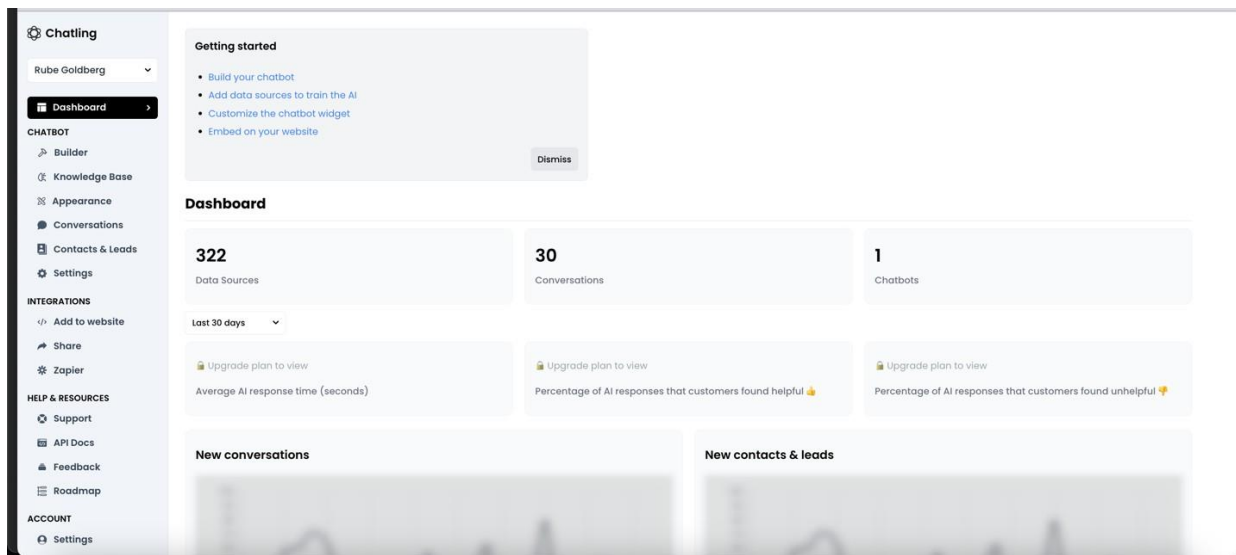 Chatling
Rube Goldberg
Dashboard
CHATBOT
Builder
Knowledge Base
Appearance
Conversations
Contacts & Leads
Settings
INTEGRATIONS
Add to website
Share
Zapier
HELP & RESOURCES
Support
API Docs
Feedback
Roadmap
ACCOUNT
Settings
Getting started
Build your chatbot
Add data sources to train the AI
Customize the chatbot widget
Embed on your website
Dismiss
Dashboard
322
Data Sources
30
Conversations
1
Chatbots
Last 30 days
Upgrade plan to view
Average AI response time (seconds)
Upgrade plan to view
Percentage of AI responses that customers found helpful 👍
Upgrade plan to view
Percentage of AI responses that customers found unhelpful 👎
New conversations
New contacts & leads